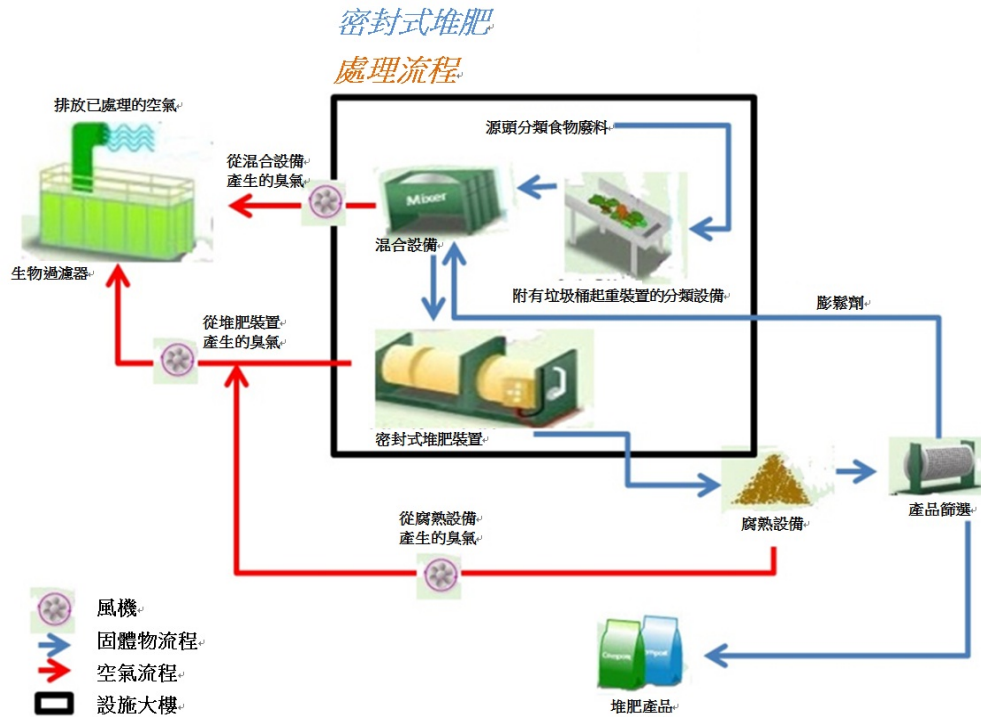 密封式堆肥
處理流程
排放已處理的空氣
源頭分類食物廢料
從混合設備
產生的臭氣
Mixer
混合設備
生物過濾器
附有垃圾桶起重裝置的分類設備
膨鬆劑
從堆肥裝置
產生的臭氣
密封式堆肥裝置
產品篩選
腐熟設備
從腐熟設備
產生的臭氣
風機
固體物流程
空氣流程
設施大樓
堆肥產品